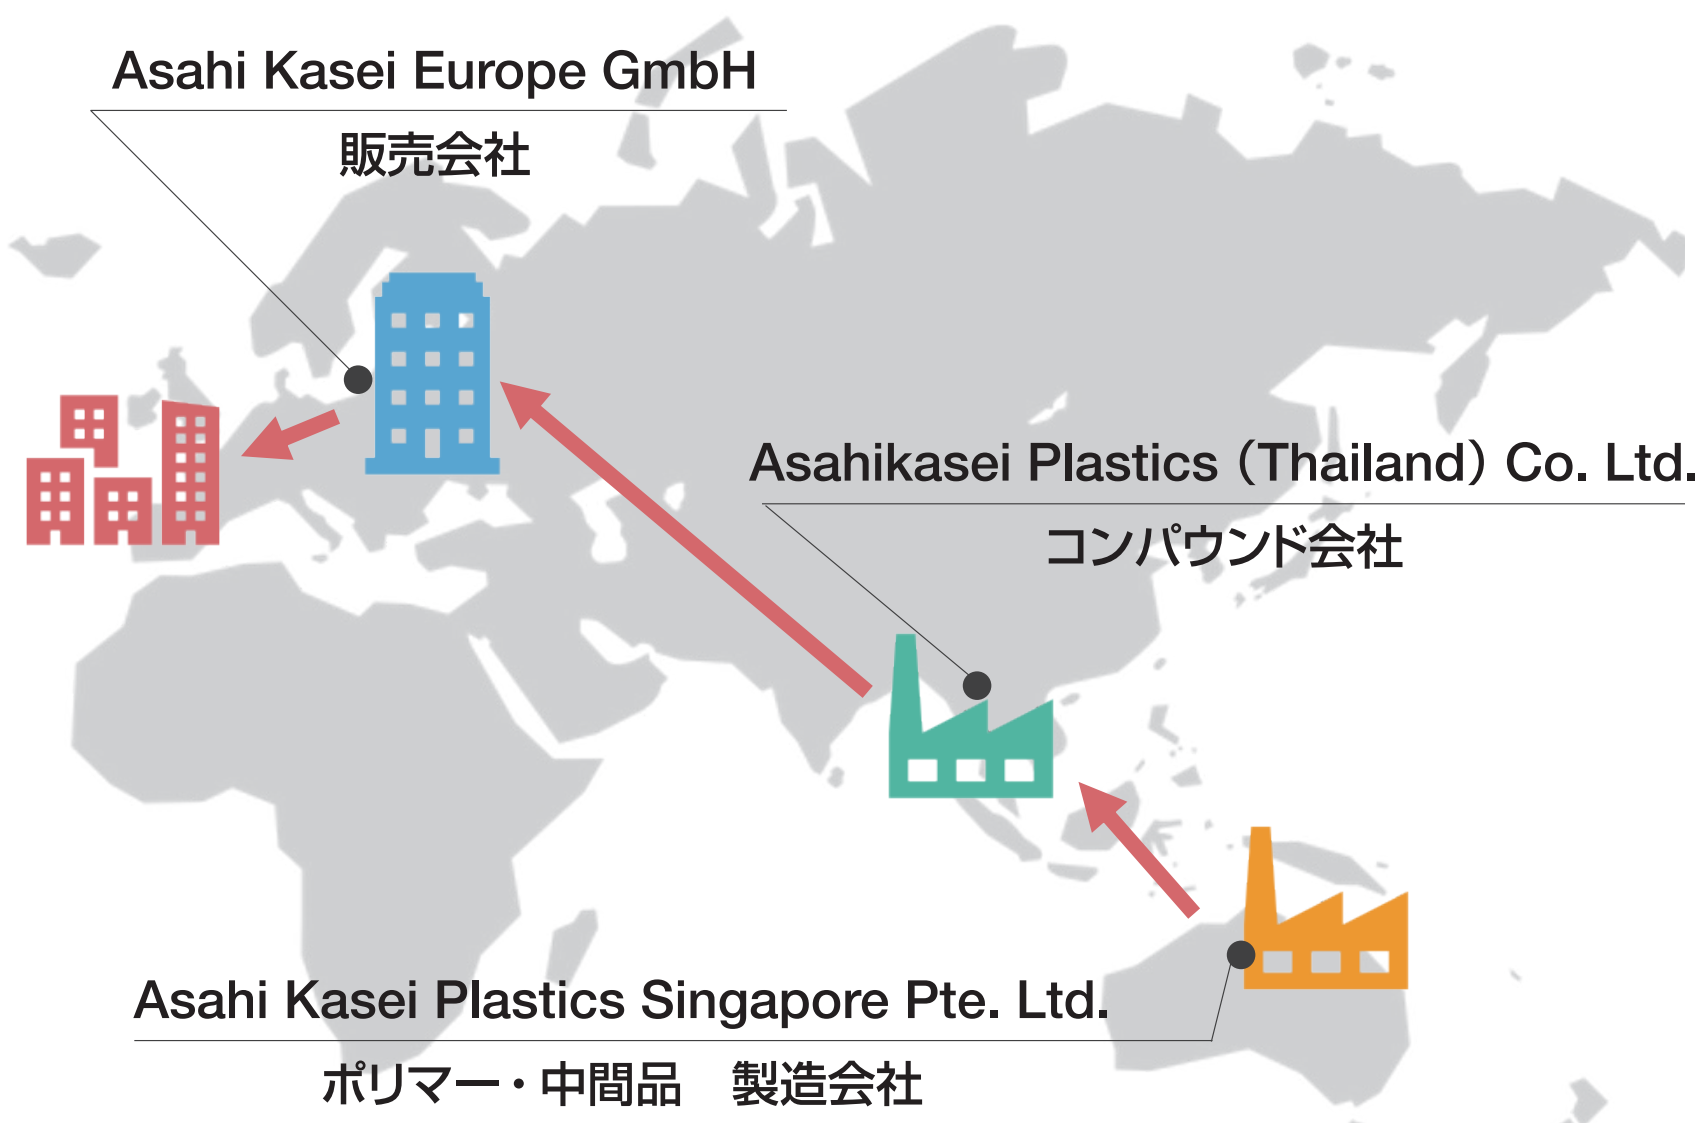 Asahi Kasei Europe GmbH
販売会社
Asahikasei Plastics（Thailand）Co. Ltd.
コンパウンド会社
Asahi Kasei Plastics Singapore Pte. Ltd.
ポリマー・中間品　製造会社